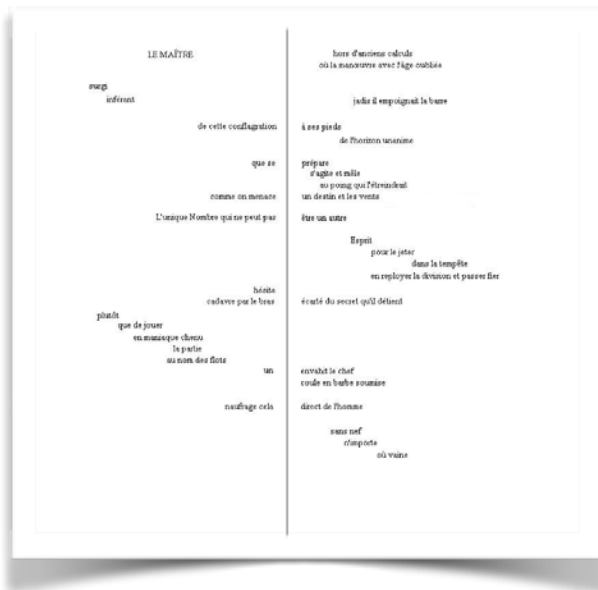 LE MAÎTRE hors d'anciens calculs
où la manœuvre avec l'âge oubliée
surgi
inférant jadis il empoignait la barre
de cette conflagration à ses pieds
de l'horizon unanime
que se prépare
s'agite et mêle
au poing qui l'étreindrait
comme on menace un destin et les vents
L'unique Nombre qui ne peut pas être un autre
Esprit
pour le jeter
dans la tempête
en reployer la division et passer fier
hésite
cadavre par le bras écarté du secret qu'il détient
plutôt
que de jouer
en maniaque chenu
la partie
au nom des flots
un envahit le chef
coule en barbe soumise
naufrage cela direct de l'homme
sans nef
n'importe
où vaine